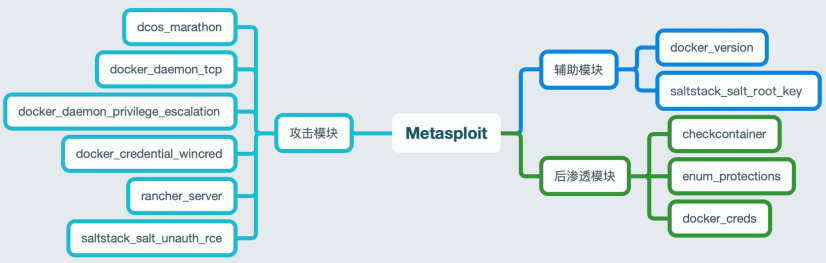 dcos_marathon
docker_daemon_tcp
docker_daemon_privilege_escalation
docker_credential_wincred
rancher_server
saltstack_salt_unauth_rce
攻击模块
Metasploit
辅助模块
docker_version
saltstack_salt_root_key
后渗透模块
checkcontainer
enum_protections
docker_creds